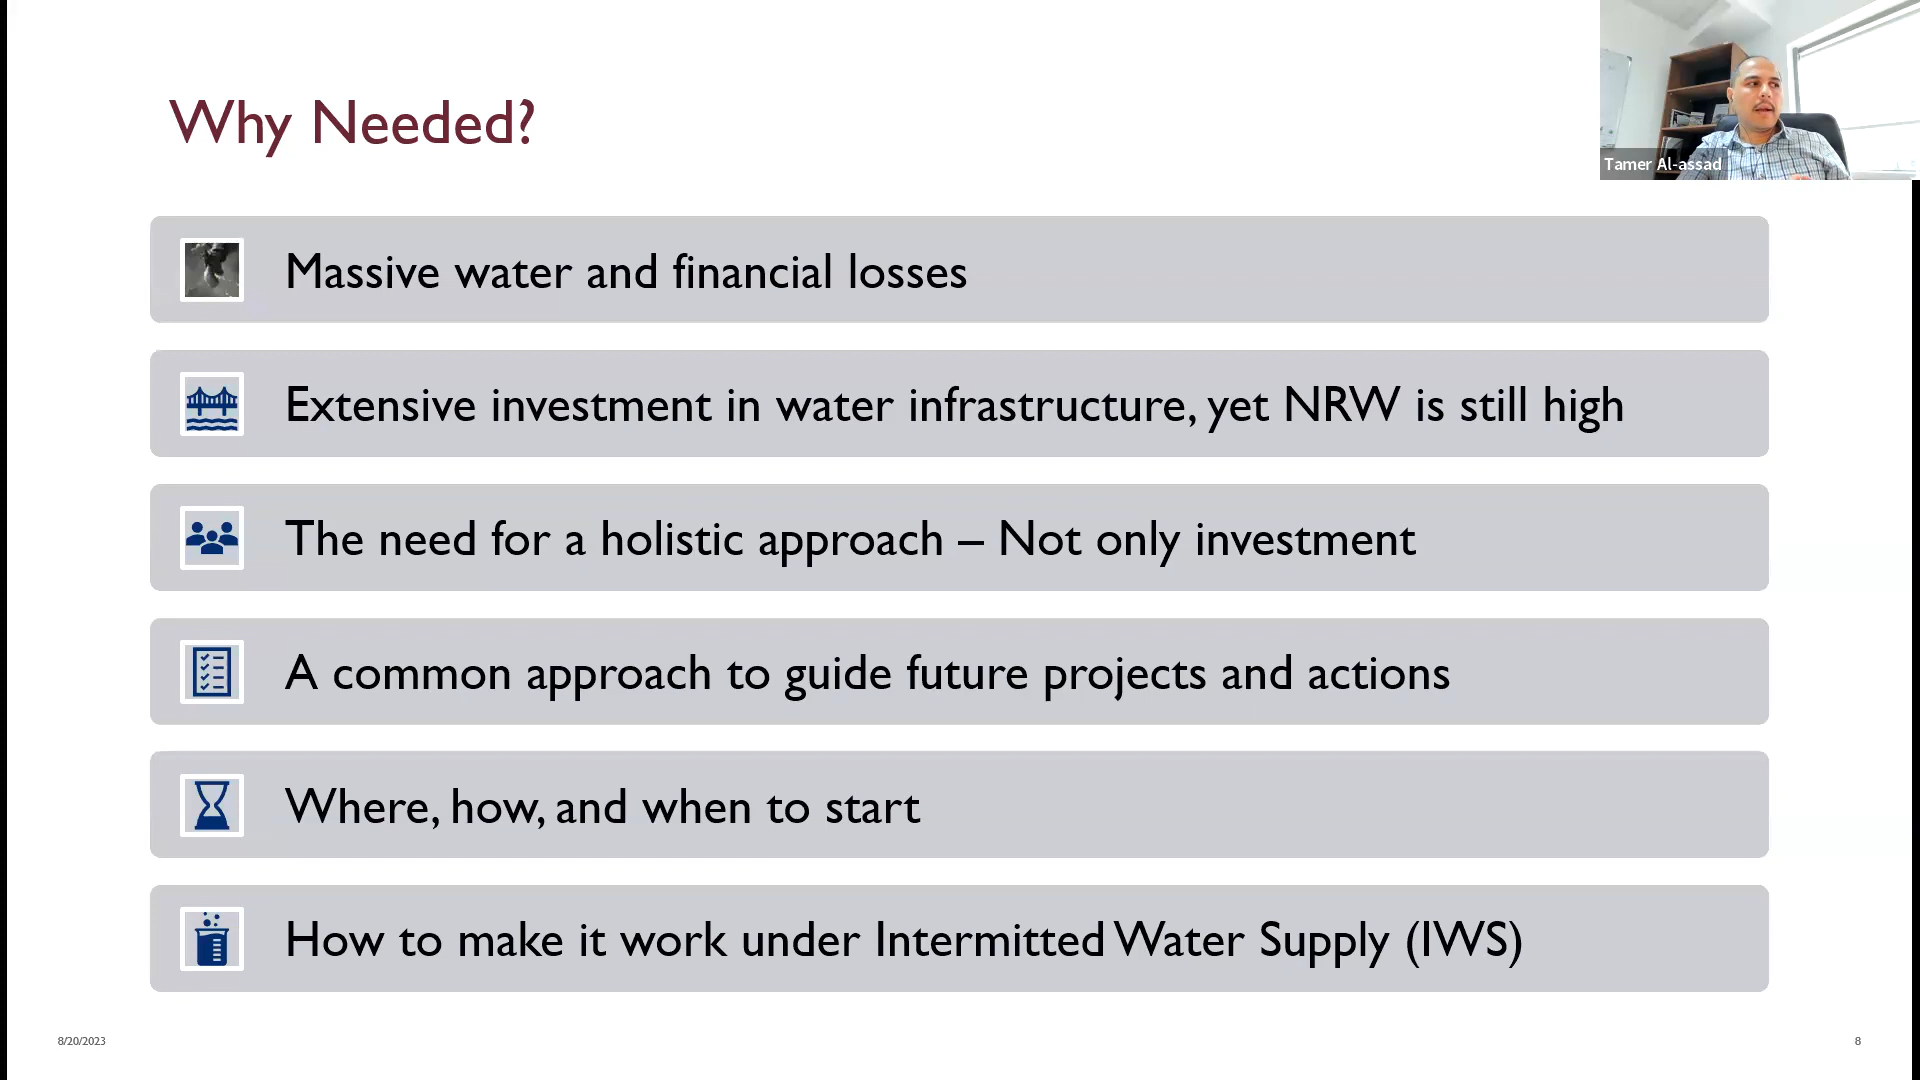 Why Needed?
Tamer Al-assad
Massive water and financial losses
Extensive investment in water infrastructure, yet NRW is still high
The need for a holistic approach – Not only investment
A common approach to guide future projects and actions
Where, how, and when to start
How to make it work under Intermitted Water Supply (IWS)
8/20/2023
8